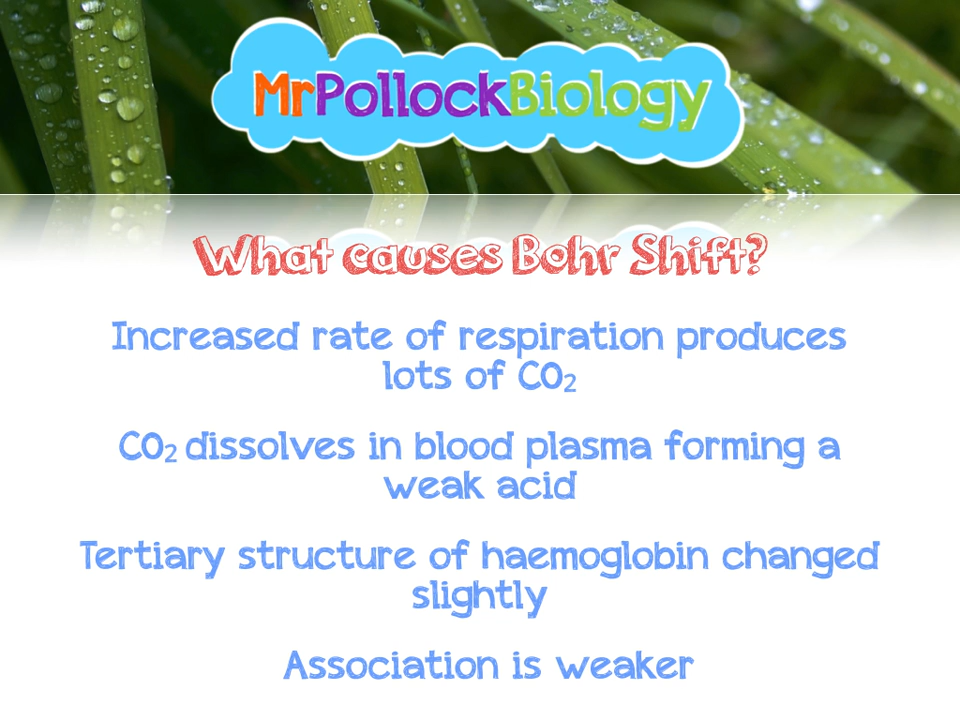 MrPollockBiology
What causes Bohr Shift?
Increased rate of respiration produces
lots of CO₂
CO₂ dissolves in blood plasma forming a
weak acid
Tertiary structure of haemoglobin changed
slightly
Association is weaker